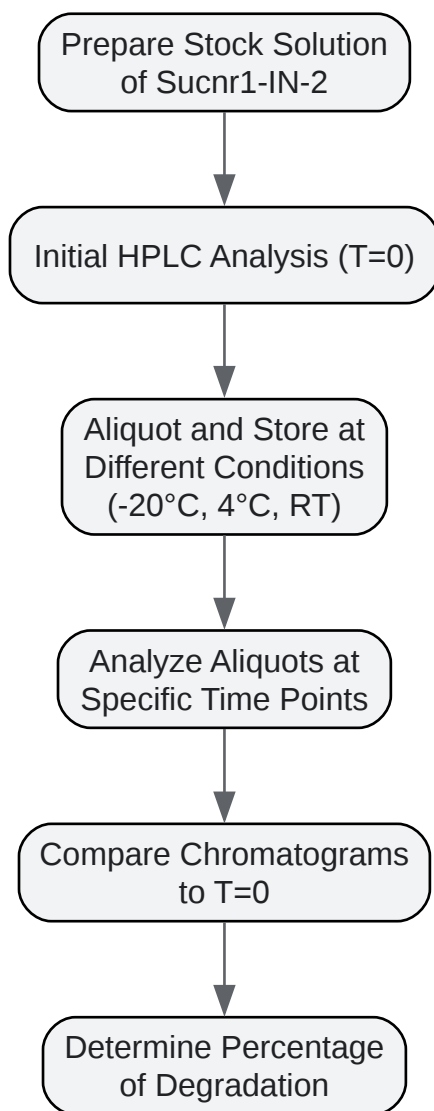 Prepare Stock Solution
of Sucnr1-IN-2
Initial HPLC Analysis (T=0)
Aliquot and Store at
Different Conditions
(-20°C, 4°C, RT)
Analyze Aliquots at
Specific Time Points
Compare Chromatograms
to T=0
Determine Percentage
of Degradation